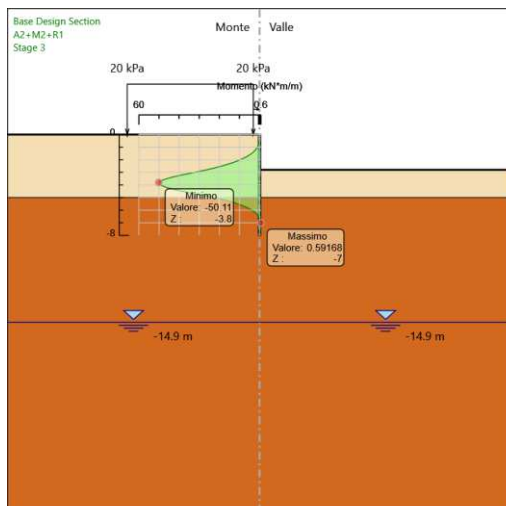 Base Design Section
A2+M2+R1
Stage 3
Monte Valle
20 kPa 20 kPa
Momento (kN*m/m)
60 0.6
0
Minimo
Valore: -50.11
Z : -3.8
-8
Massimo
Valore: 0.59168
Z : -7
-14.9 m -14.9 m